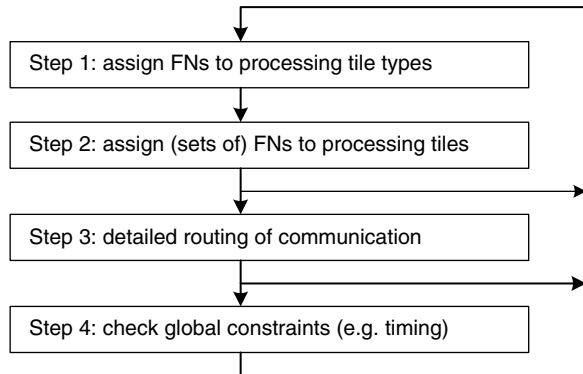 Step 1: assign FNs to processing tile types
Step 2: assign (sets of) FNs to processing tiles
Step 3: detailed routing of communication
Step 4: check global constraints (e.g. timing)